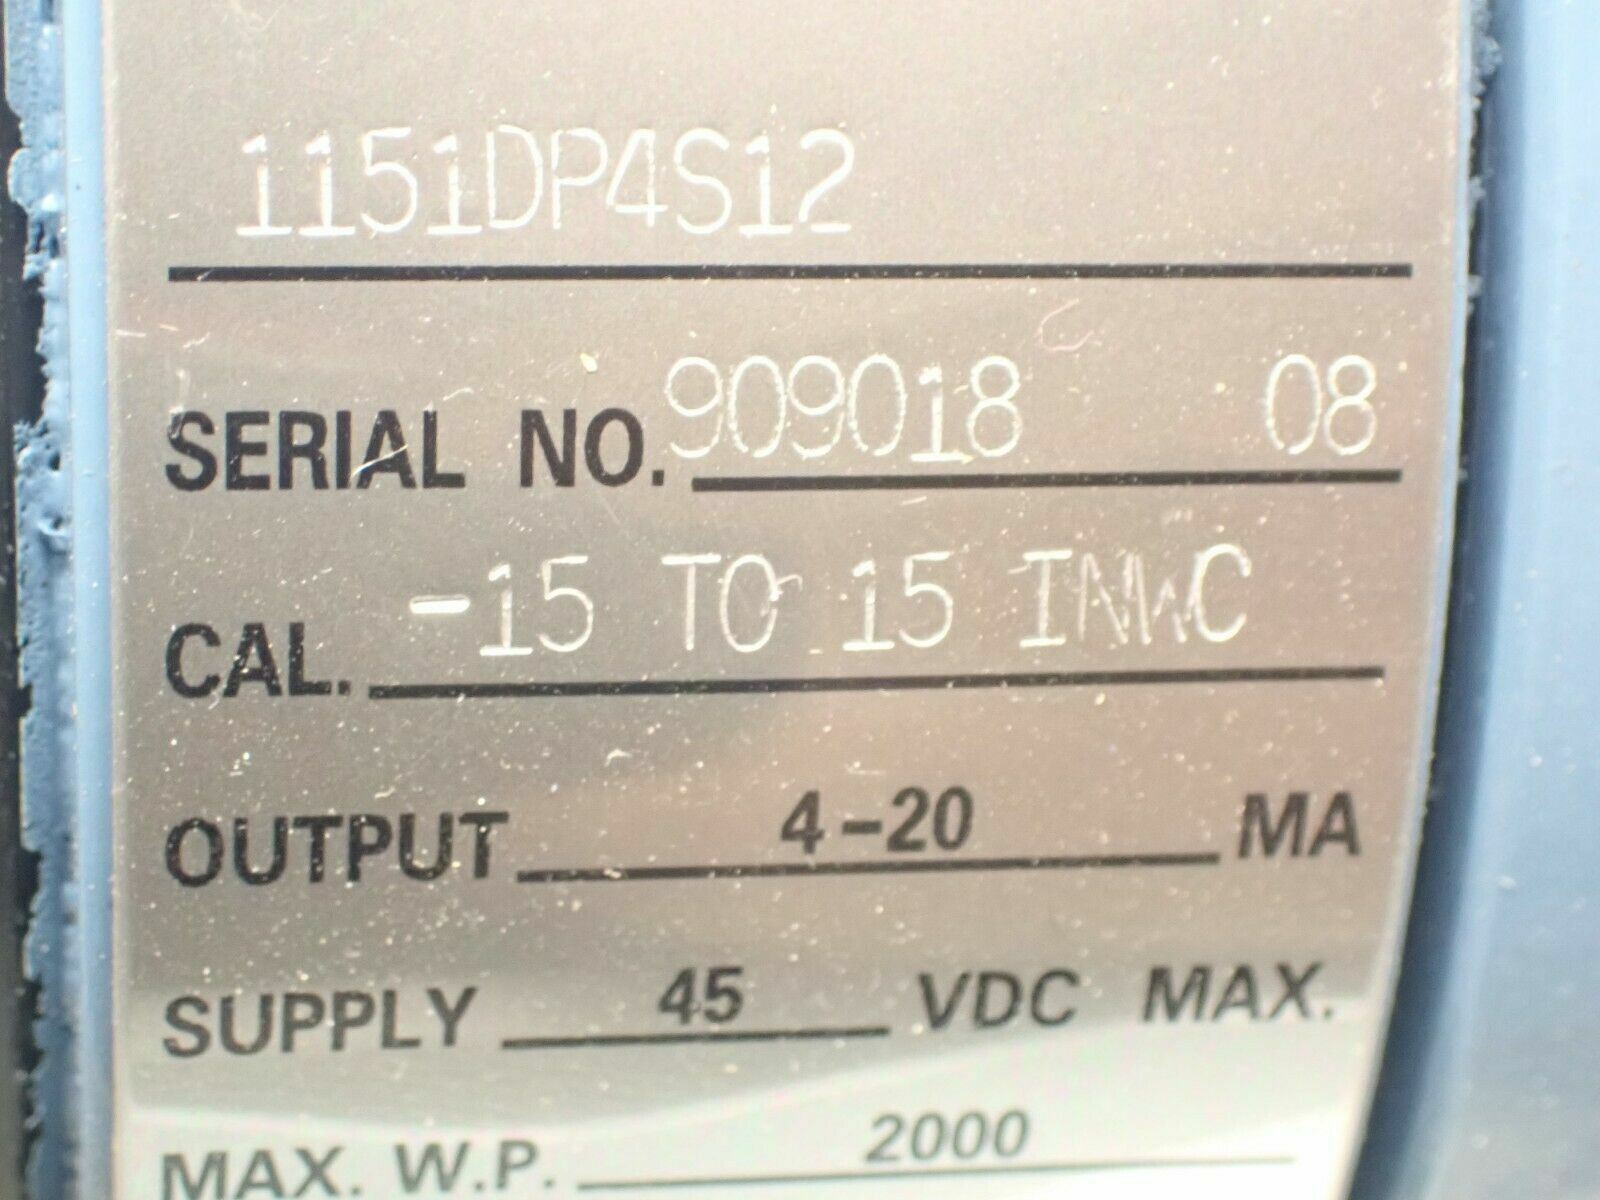 1151DP4S12
SERIAL NO. 909018 08
CAL. -15 TO 15 INWC
OUTPUT 4-20 MA
SUPPLY 45 VDC MAX.
MAX. W.P. 2000